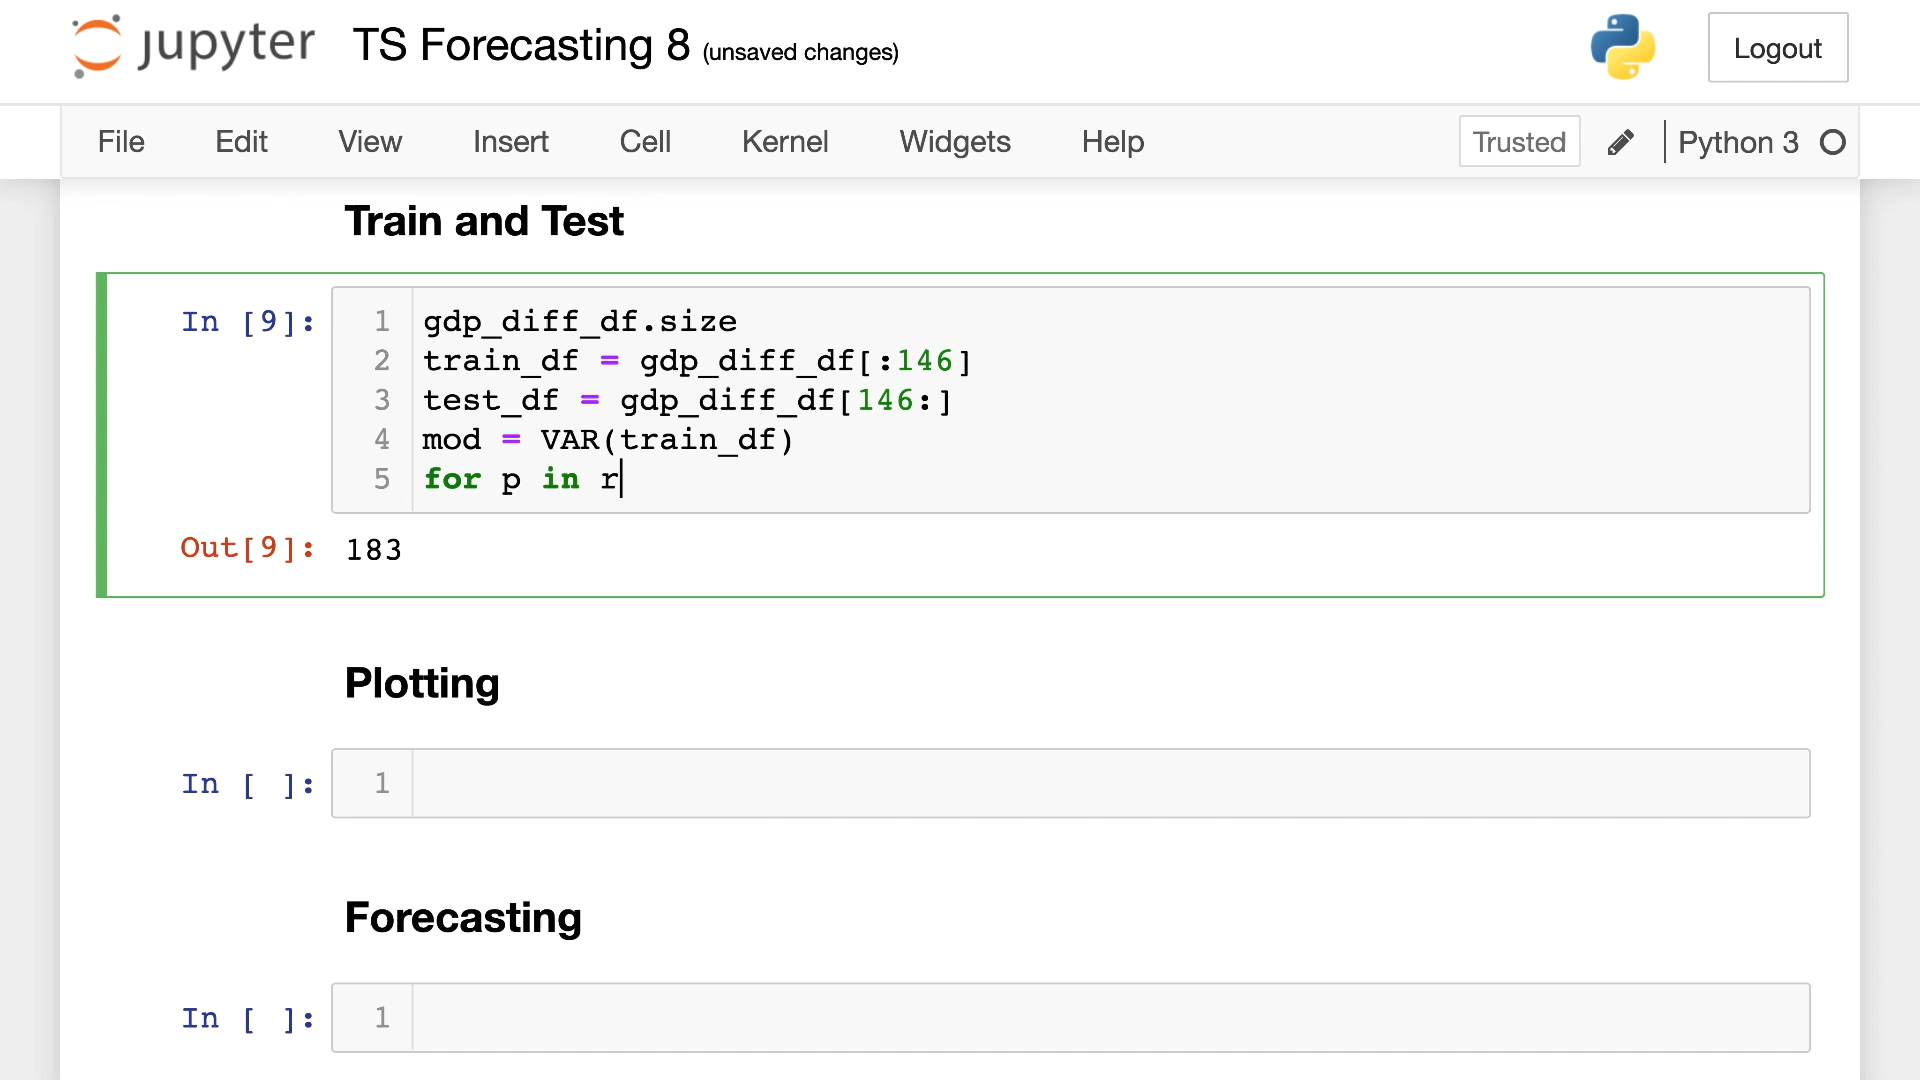 jupyter TS Forecasting 8 (unsaved changes) Logout
File Edit View Insert Cell Kernel Widgets Help Trusted Python 3
Train and Test
In [9]: 1 gdp_diff_df.size
2 train_df = gdp_diff_df[:146]
3 test_df = gdp_diff_df[146:]
4 mod = VAR(train_df)
5 for p in r
Out[9]: 183
Plotting
In [ ]: 1
Forecasting
In [ ]: 1